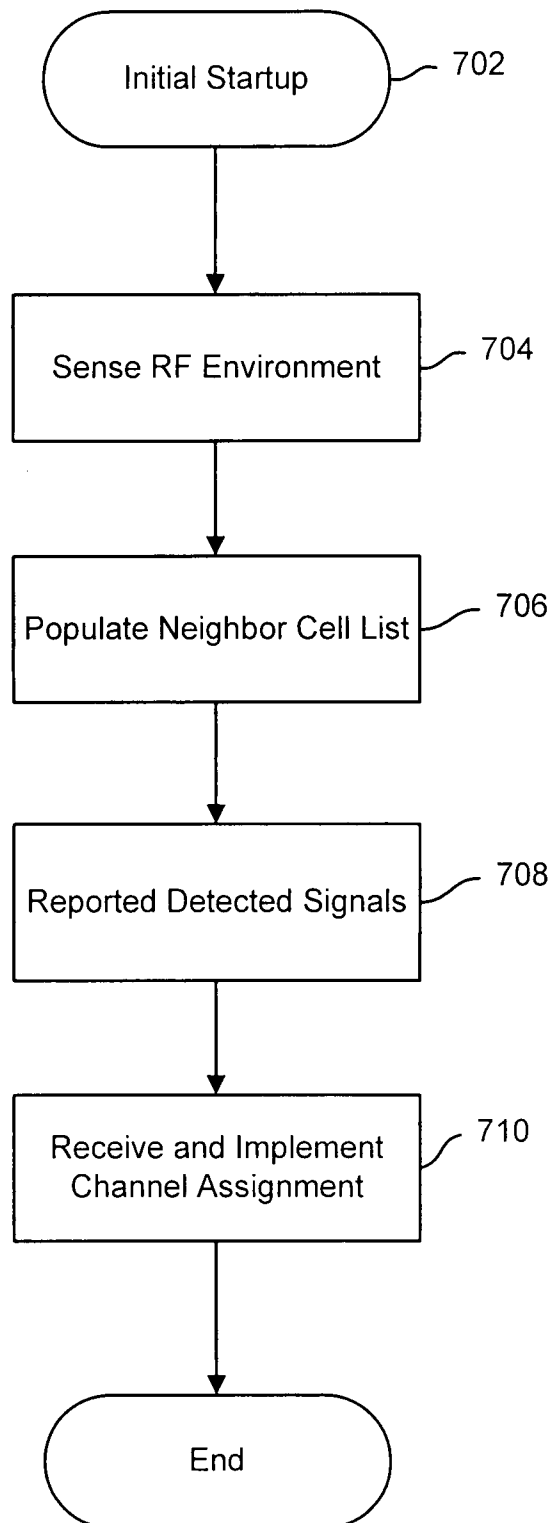 Initial Startup
702
Sense RF Environment
704
Populate Neighbor Cell List
706
Reported Detected Signals
708
Receive and Implement
Channel Assignment
710
End